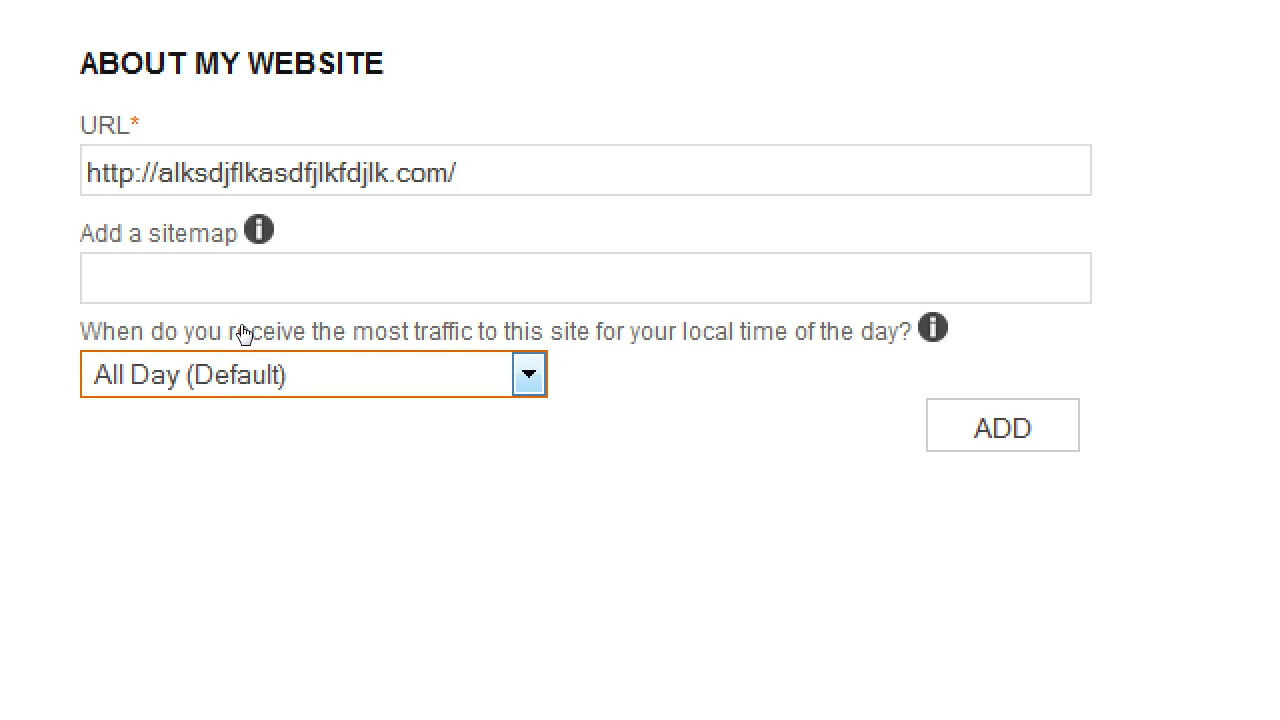 ABOUT MY WEBSITE
URL*
http://alksdjflkasdfjlkfdjlk.com/
Add a sitemap
When do you receive the most traffic to this site for your local time of the day?
All Day (Default)
ADD